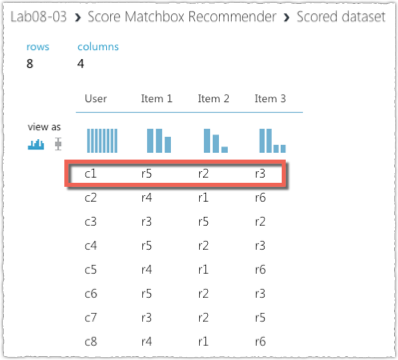 Lab08-03 ❯ Score Matchbox Recommender ❯ Scored dataset
rows columns
8 4
User Item 1 Item 2 Item 3
view as
c1 r5 r2 r3
c2 r4 r1 r6
c3 r3 r5 r2
c4 r5 r2 r3
c5 r4 r1 r6
c6 r5 r2 r3
c7 r3 r2 r5
c8 r4 r1 r6